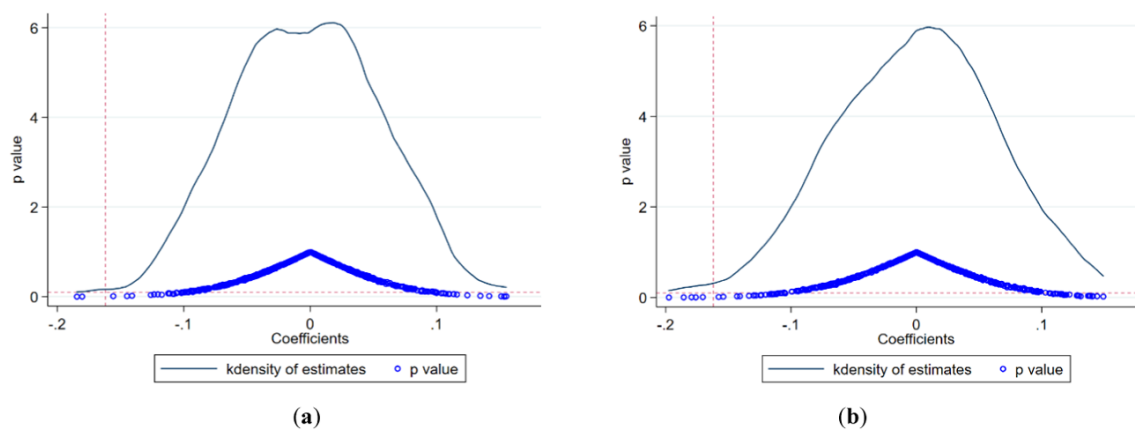 6
4
2
0
p value
-.2 -.1 0 .1
Coefficients
kdensity of estimates p value
(a)
6
4
2
0
p value
-.2 -.1 0 .1
Coefficients
kdensity of estimates p value
(b)